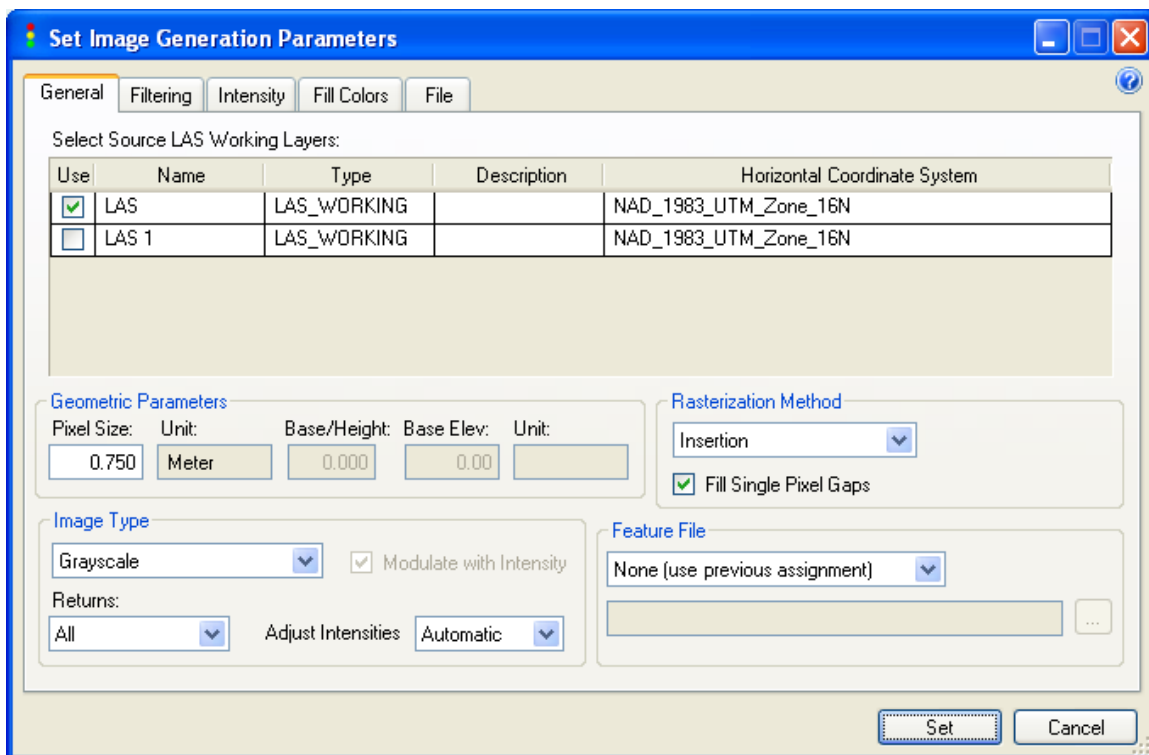 Set Image Generation Parameters
General Filtering Intensity Fill Colors File
Select Source LAS Working Layers:
Use Name Type Description Horizontal Coordinate System
LAS LAS_WORKING NAD_1983_UTM_Zone_16N
LAS 1 LAS_WORKING NAD_1983_UTM_Zone_16N
Geometric Parameters
Pixel Size: Unit: Base/Height: Base Elev: Unit:
0.750 Meter 0.000 0.00
Rasterization Method
Insertion
Fill Single Pixel Gaps
Image Type
Grayscale Modulate with Intensity
Returns:
All Adjust Intensities Automatic
Feature File
None (use previous assignment)
...
Set Cancel